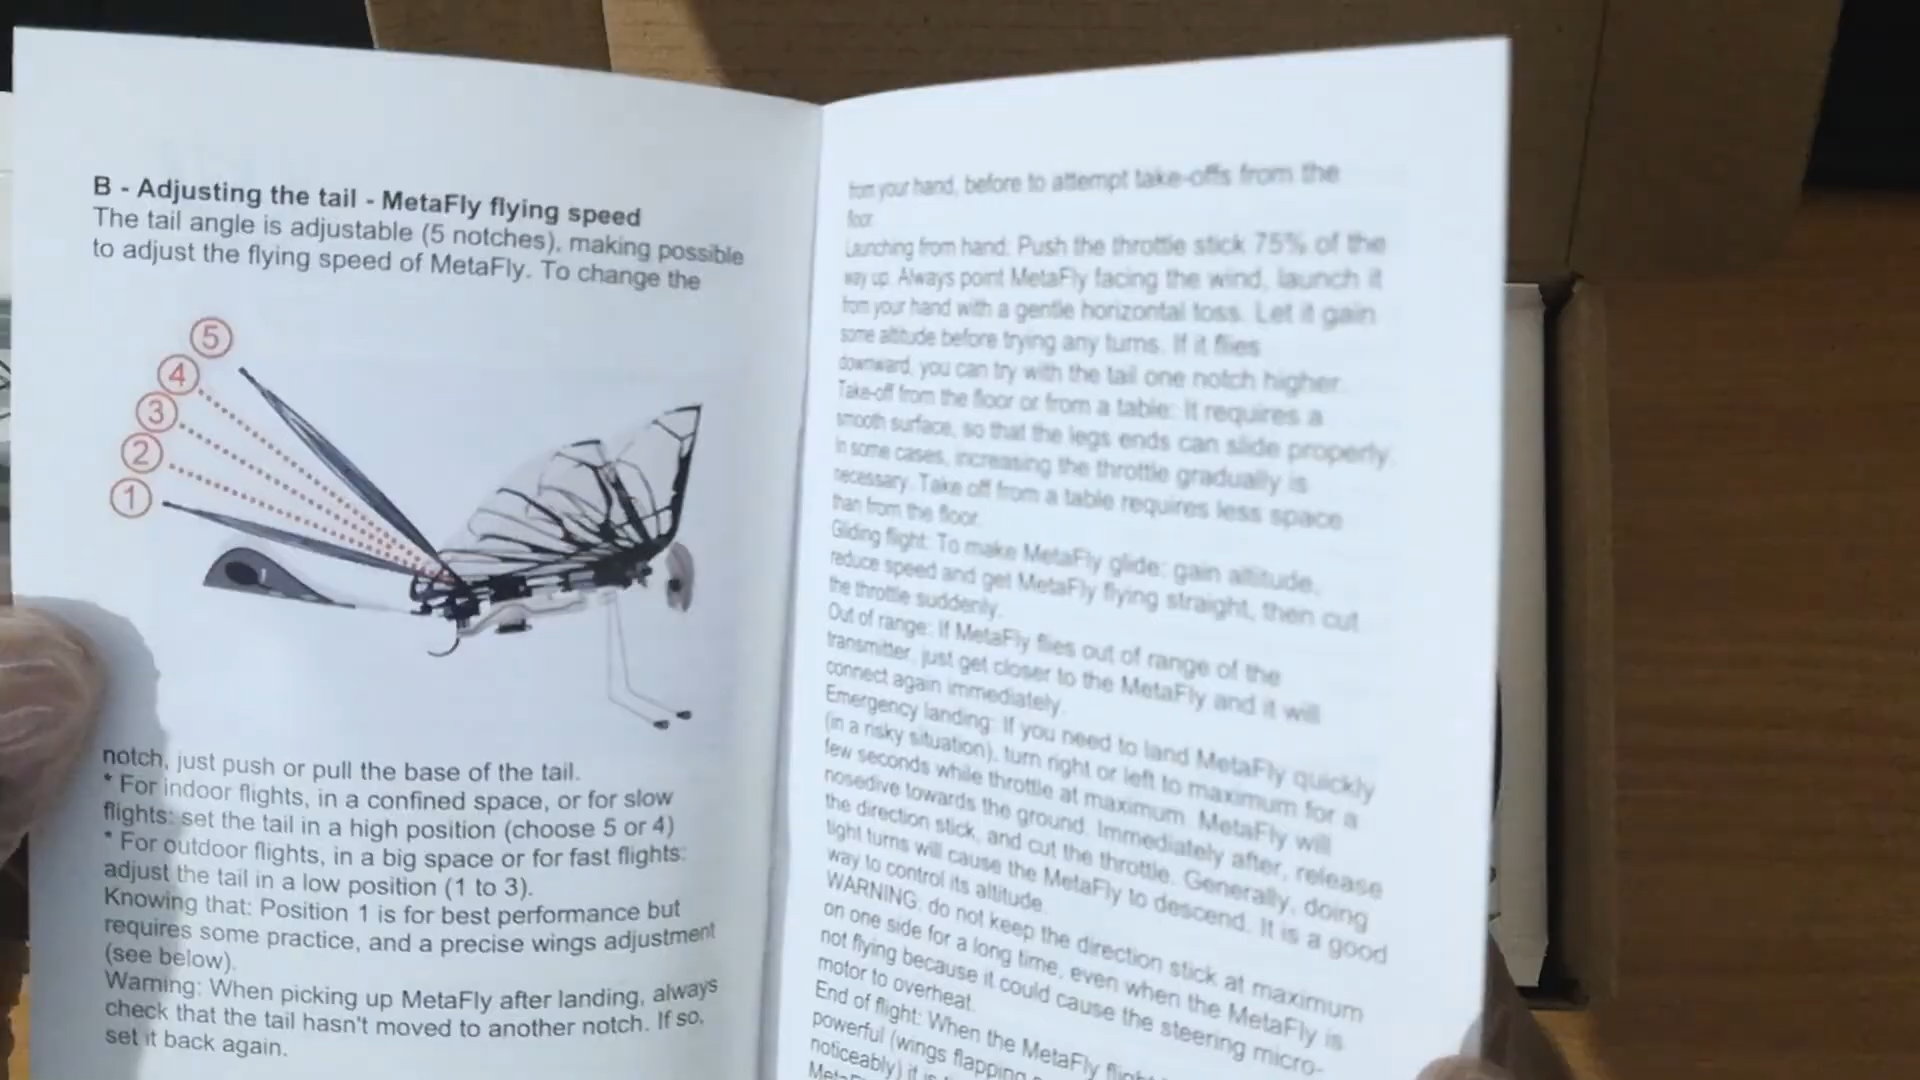 B - Adjusting the tail - MetaFly flying speed
The tail angle is adjustable (5 notches), making possible
to adjust the flying speed of MetaFly. To change the
5
4
3
2
1
notch, just push or pull the base of the tail.
* For indoor flights, in a confined space, or for slow
flights: set the tail in a high position (choose 5 or 4)
* For outdoor flights, in a big space or for fast flights:
adjust the tail in a low position (1 to 3).
Knowing that: Position 1 is for best performance but
requires some practice, and a precise wings adjustment
(see below).
Warning: When picking up MetaFly after landing, always
check that the tail hasn't moved to another notch. If so,
set it back again.
from your hand, before to attempt take-offs from the
floor.
Launching from hand: Push the throttle stick 75% of the
way up. Always point MetaFly facing the wind, launch it
from your hand with a gentle horizontal toss. Let it gain
some altitude before trying any turns. If it flies
downward, you can try with the tail one notch higher.
Take-off from the floor or from a table: It requires a
smooth surface, so that the legs ends can slide properly.
In some cases, increasing the throttle gradually is
necessary. Take off from a table requires less space
than from the floor.
Gliding flight: To make MetaFly glide: gain altitude,
reduce speed and get MetaFly flying straight, then cut
the throttle suddenly.
Out of range: If MetaFly flies out of range of the
transmitter, just get closer to the MetaFly and it will
connect again immediately.
Emergency landing: If you need to land MetaFly quickly
(in a risky situation), turn right or left to maximum for a
few seconds while throttle at maximum. MetaFly will
nosedive towards the ground. Immediately after, release
the direction stick, and cut the throttle. Generally, doing
tight turns will cause the MetaFly to descend. It is a good
way to control its altitude.
WARNING: do not keep the direction stick at maximum
on one side for a long time, even when the MetaFly is
not flying because it could cause the steering micro-
motor to overheat.
End of flight: When the MetaFly flight
powerful (wings flapping
noticeably) it is